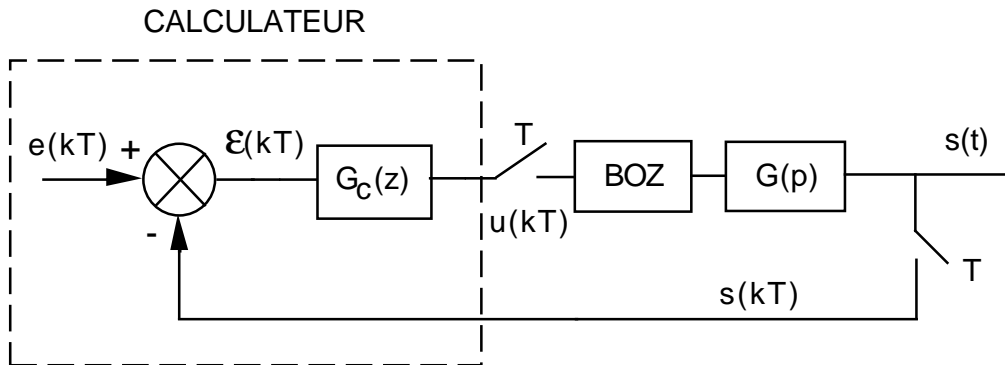 CALCULATEUR
e(kT)
+
ε(kT)
G_C(z)
T
u(kT)
BOZ
G(p)
s(t)
-
T
s(kT)